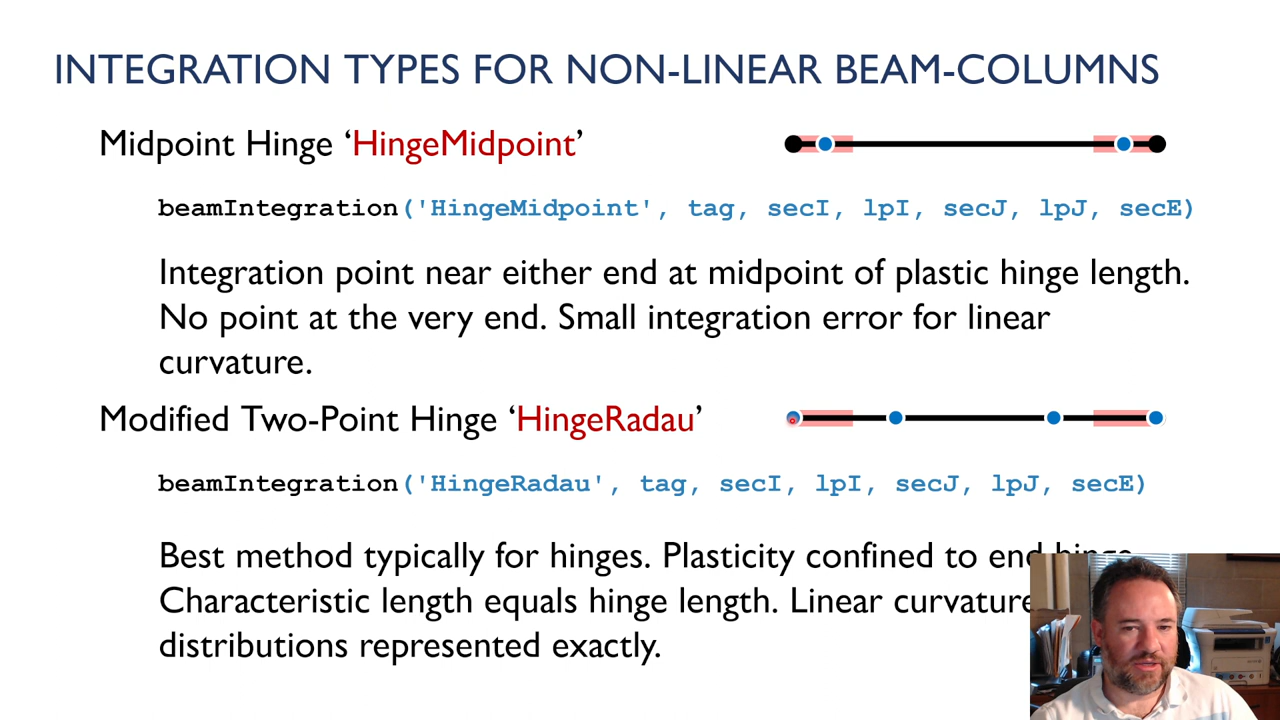 INTEGRATION TYPES FOR NON-LINEAR BEAM-COLUMNS
Midpoint Hinge ‘HingeMidpoint’
beamIntegration('HingeMidpoint', tag, secI, lpI, secJ, lpJ, secE)
Integration point near either end at midpoint of plastic hinge length.
No point at the very end. Small integration error for linear
curvature.
Modified Two-Point Hinge ‘HingeRadau’
beamIntegration('HingeRadau', tag, secI, lpI, secJ, lpJ, secE)
Best method typically for hinges. Plasticity confined to end
Characteristic length equals hinge length. Linear curvature
distributions represented exactly.